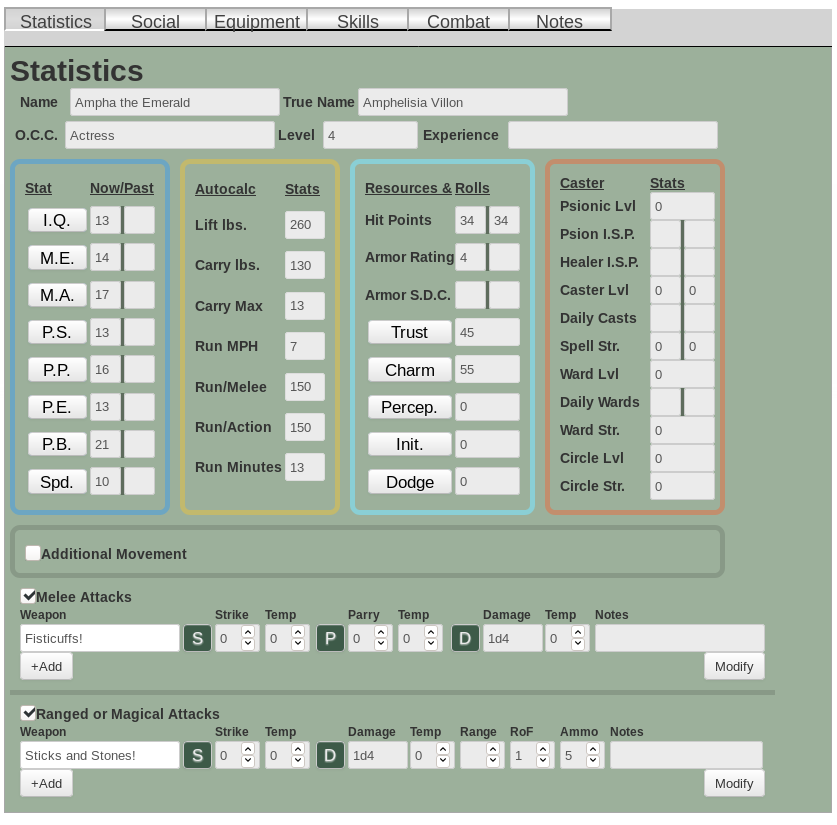 Statistics Social Equipment Skills Combat Notes
Statistics
Name Ampha the Emerald True Name Amphelisia Villon
O.C.C. Actress Level 4 Experience
Stat Now/Past
I.Q. 13
M.E. 14
M.A. 17
P.S. 13
P.P. 16
P.E. 13
P.B. 21
Spd. 10
Autocalc Stats
Lift lbs. 260
Carry lbs. 130
Carry Max 13
Run MPH 7
Run/Melee 150
Run/Action 150
Run Minutes 13
Resources & Rolls
Hit Points 34 34
Armor Rating 4
Armor S.D.C.
Trust 45
Charm 55
Percep. 0
Init. 0
Dodge 0
Caster Stats
Psionic Lvl 0
Psion I.S.P.
Healer I.S.P.
Caster Lvl 0 0
Daily Casts
Spell Str. 0 0
Ward Lvl 0
Daily Wards
Ward Str. 0
Circle Lvl 0
Circle Str. 0
Additional Movement
Melee Attacks
Weapon Strike Temp Parry Temp Damage Temp Notes
Fisticuffs! S 0 0 P 0 0 D 1d4 0
+Add Modify
Ranged or Magical Attacks
Weapon Strike Temp Damage Temp Range RoF Ammo Notes
Sticks and Stones! S 0 0 D 1d4 0 1 5
+Add Modify